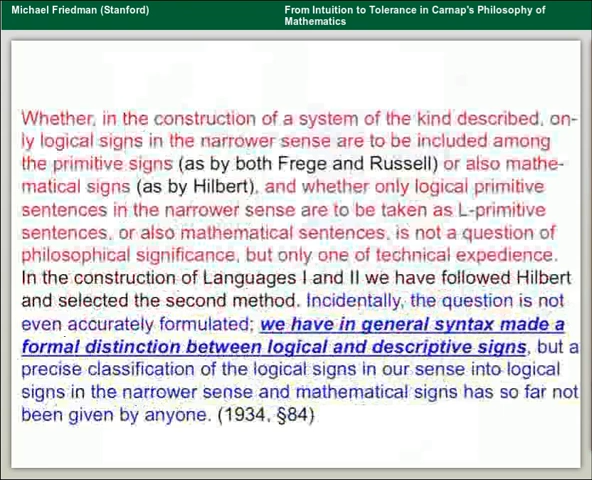 Michael Friedman (Stanford)
From Intuition to Tolerance in Carnap's Philosophy of
Mathematics
Whether, in the construction of a system of the kind described, on-
ly logical signs in the narrower sense are to be included among
the primitive signs (as by both Frege and Russell) or also mathe-
matical signs (as by Hilbert), and whether only logical primitive
sentences in the narrower sense are to be taken as L-primitive
sentences, or also mathematical sentences, is not a question of
philosophical significance, but only one of technical expedience.
In the construction of Languages I and II we have followed Hilbert
and selected the second method. Incidentally, the question is not
even accurately formulated; we have in general syntax made a
formal distinction between logical and descriptive signs, but a
precise classification of the logical signs in our sense into logical
signs in the narrower sense and mathematical signs has so far not
been given by anyone. (1934, §84)